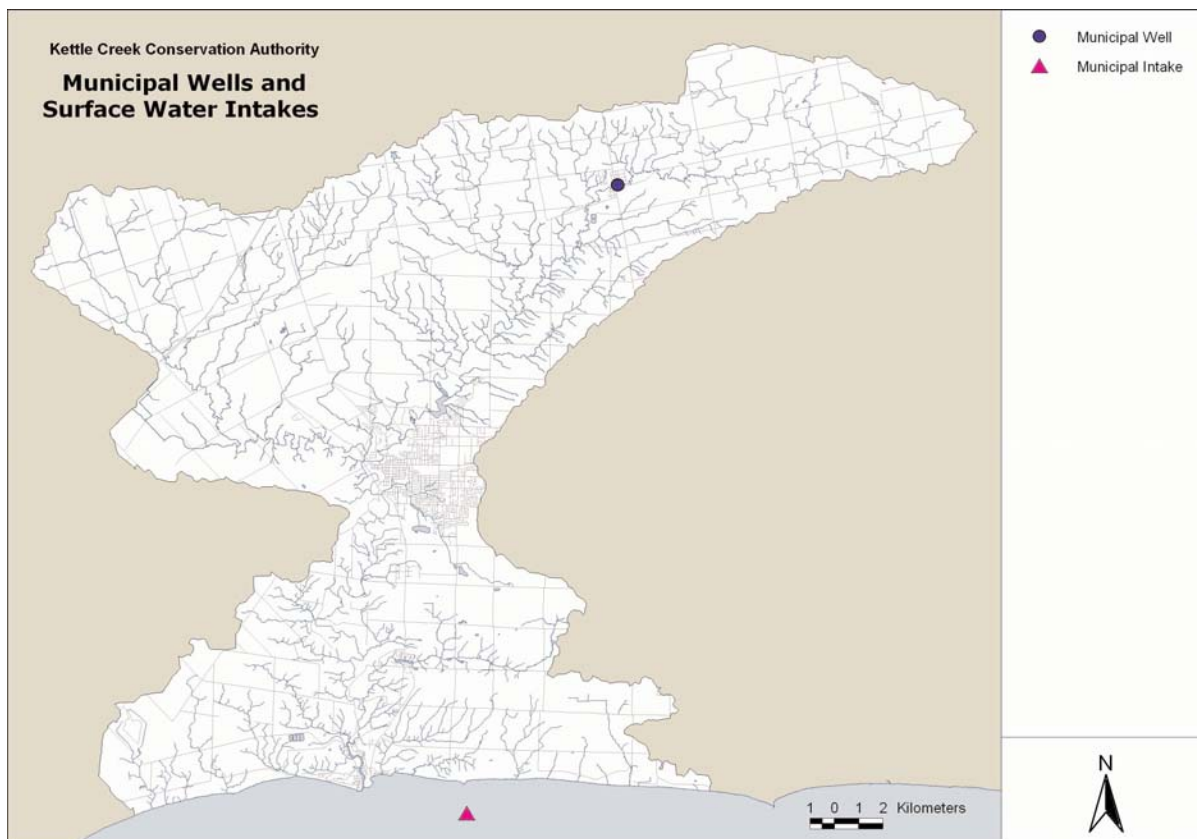 Kettle Creek Conservation Authority
Municipal Wells and
Surface Water Intakes
Municipal Well
Municipal Intake
1 0 1 2 Kilometers
N